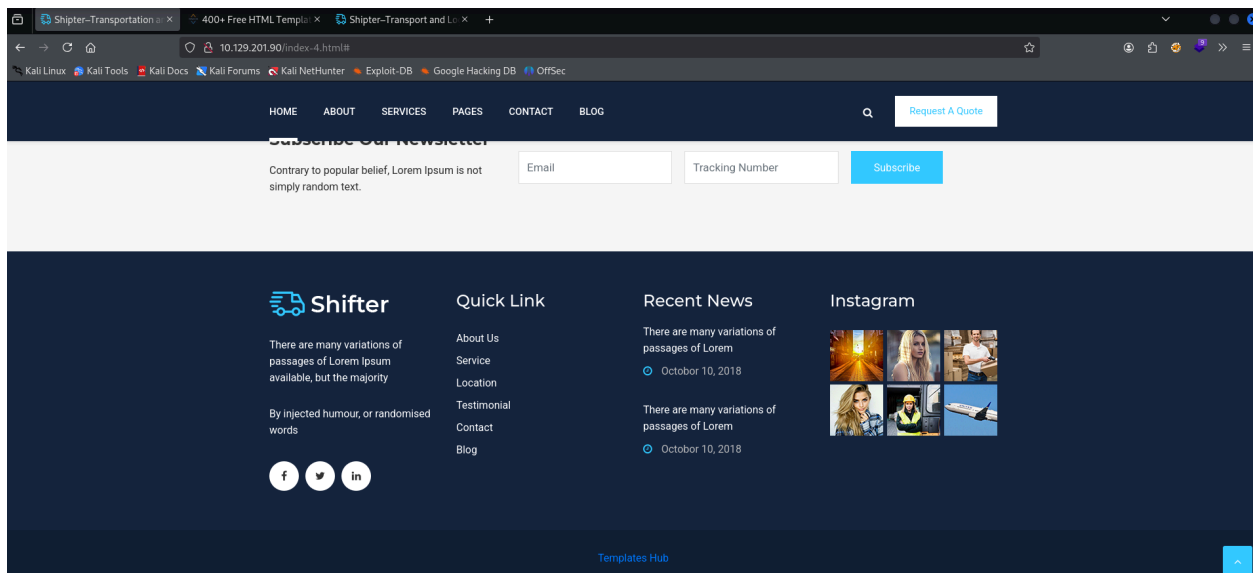 Shipter–Transportation a
400+ Free HTML Templat
Shipter–Transport and Lo
10.129.201.90/index-4.html#
Kali Linux Kali Tools Kali Docs Kali Forums Kali NetHunter Exploit-DB Google Hacking DB OffSec
HOME ABOUT SERVICES PAGES CONTACT BLOG Request A Quote
Subscribe Our Newsletter
Contrary to popular belief, Lorem Ipsum is not
simply random text.
Email
Tracking Number
Subscribe
Shifter
There are many variations of
passages of Lorem Ipsum
available, but the majority
By injected humour, or randomised
words
Quick Link
About Us
Service
Location
Testimonial
Contact
Blog
Recent News
There are many variations of
passages of Lorem
Octobor 10, 2018
There are many variations of
passages of Lorem
Octobor 10, 2018
Instagram
Templates Hub